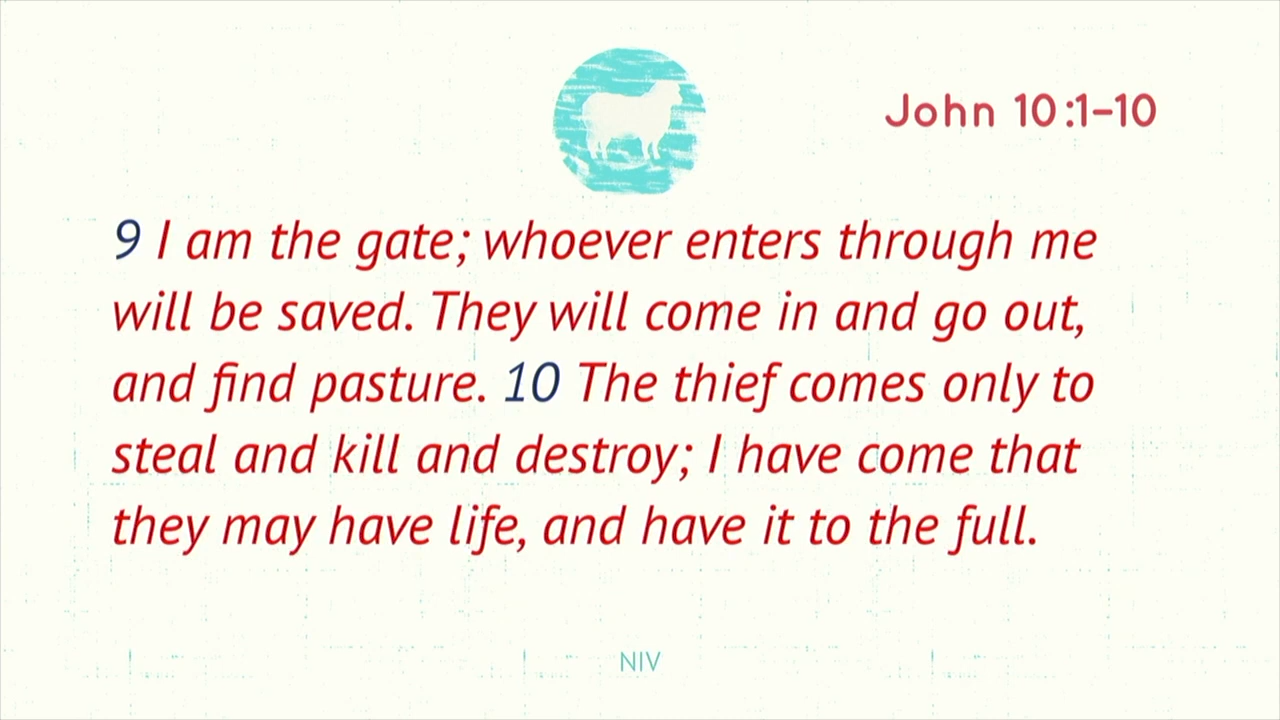 John 10:1–10
9 I am the gate; whoever enters through me
will be saved. They will come in and go out,
and find pasture. 10 The thief comes only to
steal and kill and destroy; I have come that
they may have life, and have it to the full.
NIV